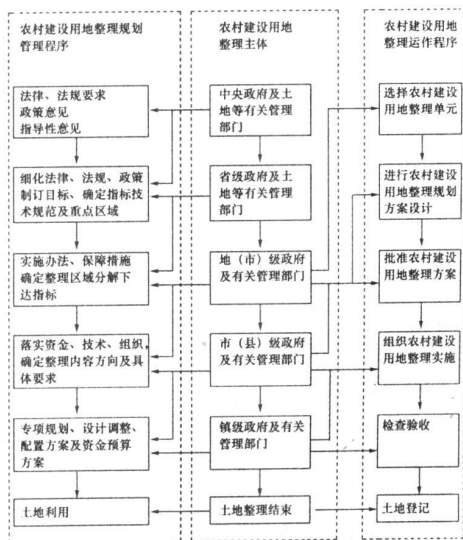 农村建设用地整理规划
管理程序
法律、法规要求
政策意见
指导性意见
细化法律、法规、政策
制订目标、确定指标技
术规范及重点区域
实施办法、保障措施
确定整理区域分解下
达指标
落实资金、技术、组织,
确定整理内容方向及具
体要求
专项规划、设计调整、
配置方案及资金预算
方案
土地利用
农村建设用地
整理主体
中央政府及土
地等有关管理
部门
省级政府及土
地等有关管理
部门
地（市）级政府
及有关管理部门
市（县）级政府
及有关管理部门
镇级政府及有关
管理部门
土地整理结束
农村建设用地
整理运作程序
选择农村建设
用地整理单元
进行农村建设
用地整理规划
方案设计
批准农村建设
用地整理方案
组织农村建设
用地整理实施
检查验收
土地登记